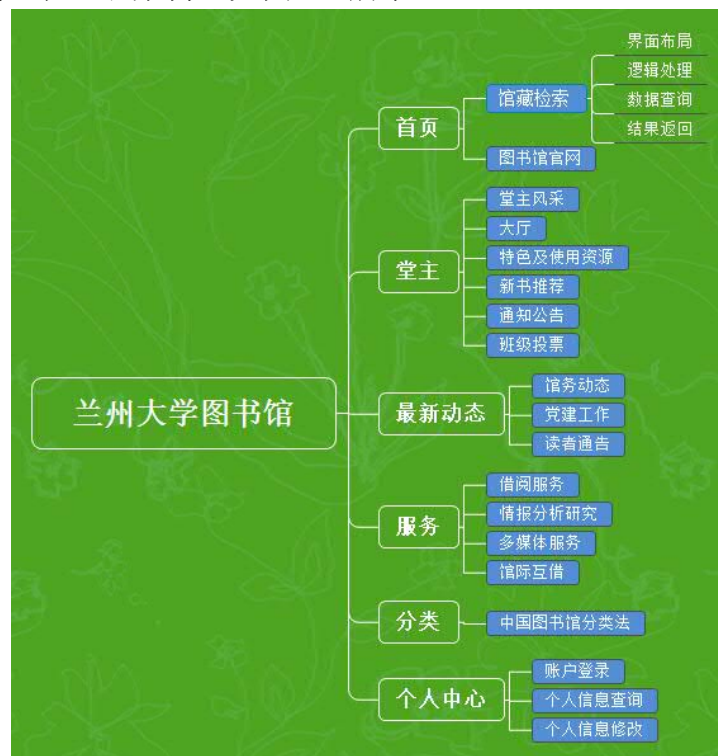 界面布局
逻辑处理
馆藏检索
数据查询
首页
结果返回
图书馆官网
堂主风采
大厅
特色及使用资源
堂主
新书推荐
通知公告
班级投票
馆务动态
兰州大学图书馆
最新动态
党建工作
读者通告
借阅服务
情报分析研究
服务
多媒体服务
馆际互借
分类
中国图书馆分类法
账户登录
个人中心
个人信息查询
个人信息修改